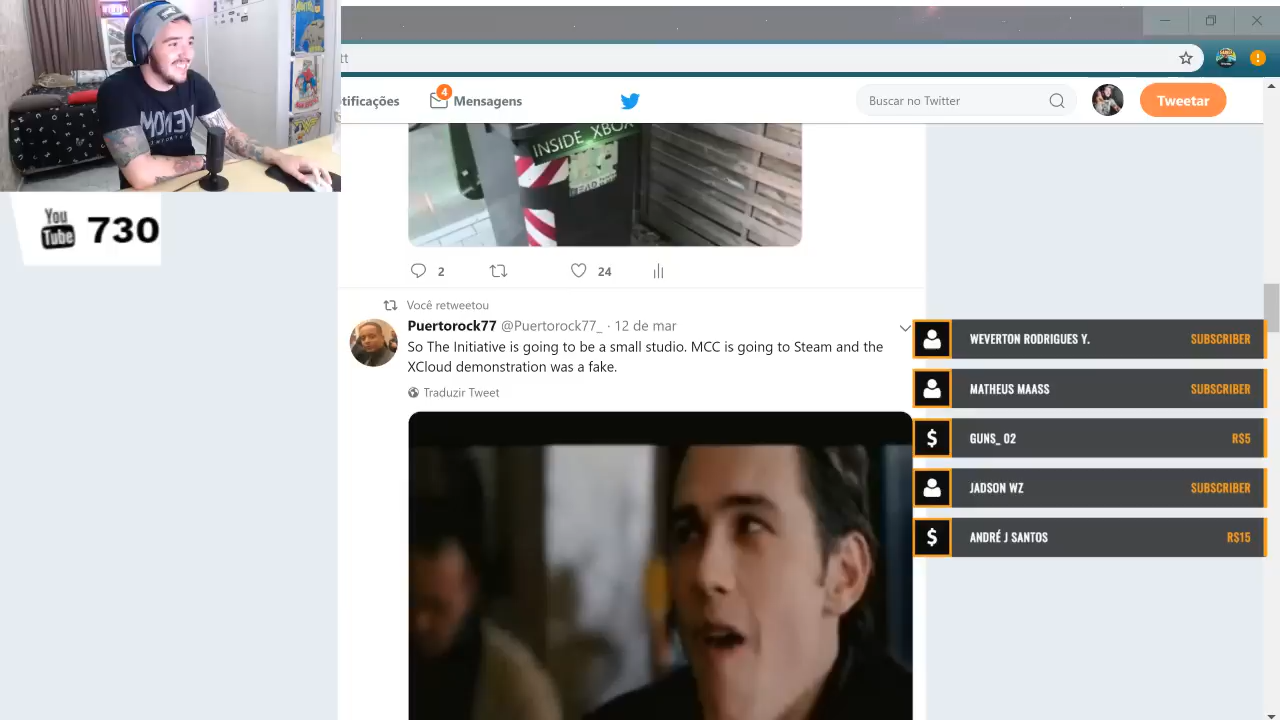 tt
otificações
4
Mensagens
Buscar no Twitter
Tweetar
MONEY
INSIDE XBOX
You
Tube
730
2
24
Você retweetou
Puertorock77 @Puertorock77_ · 12 de mar
So The Initiative is going to be a small studio. MCC is going to Steam and the
XCloud demonstration was a fake.
Traduzir Tweet
WEVERTON RODRIGUES Y. SUBSCRIBER
MATHEUS MAASS SUBSCRIBER
$ GUNS_ 02 R$5
JADSON WZ SUBSCRIBER
$ ANDRÉ J SANTOS R$15